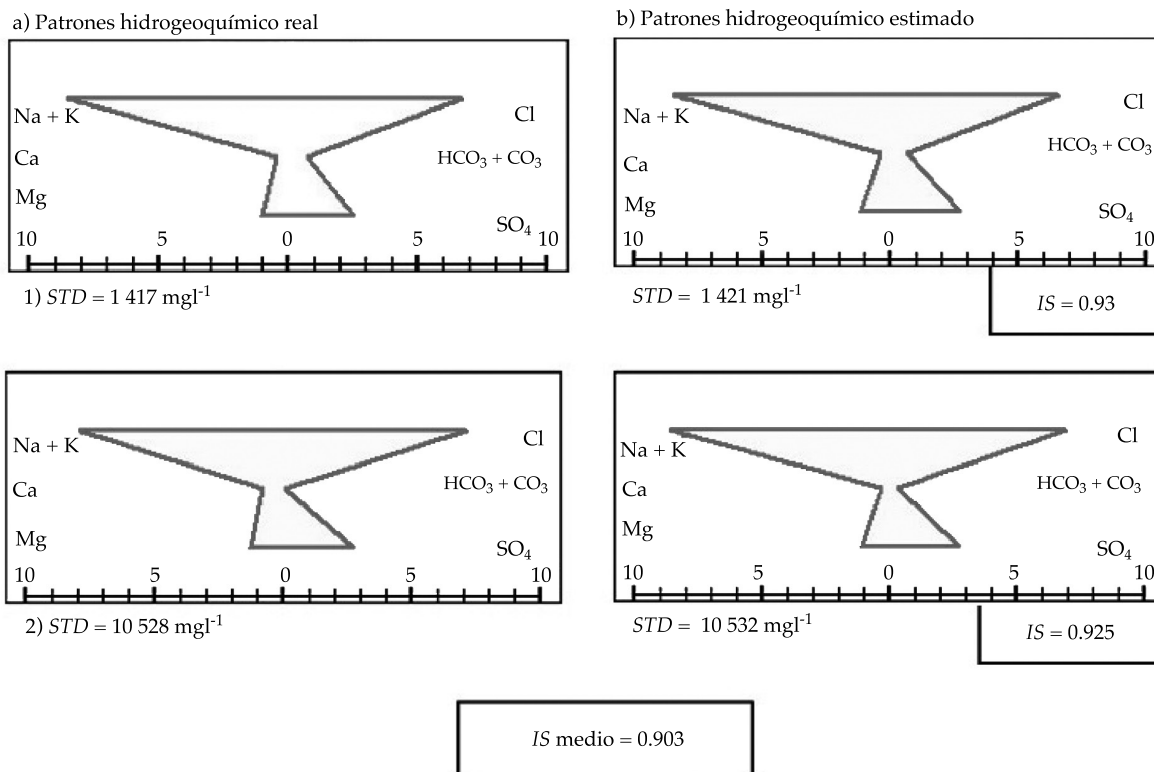 a) Patrones hidrogeoquímico real
Na + K
Cl
Ca
HCO₃ + CO₃
Mg
SO₄
10 5 0 5 10
1) STD = 1 417 mgl⁻¹
b) Patrones hidrogeoquímico estimado
Na + K
Cl
HCO₃ + CO₃
Ca
Mg
SO₄
10 5 0 5 10
STD = 1 421 mgl⁻¹
IS = 0.93
Na + K
Cl
Ca
HCO₃ + CO₃
Mg
SO₄
10 5 0 5 10
2) STD = 10 528 mgl⁻¹
Na + K
Cl
Ca
HCO₃ + CO₃
Mg
SO₄
10 5 0 5 10
STD = 10 532 mgl⁻¹
IS = 0.925
IS medio = 0.903